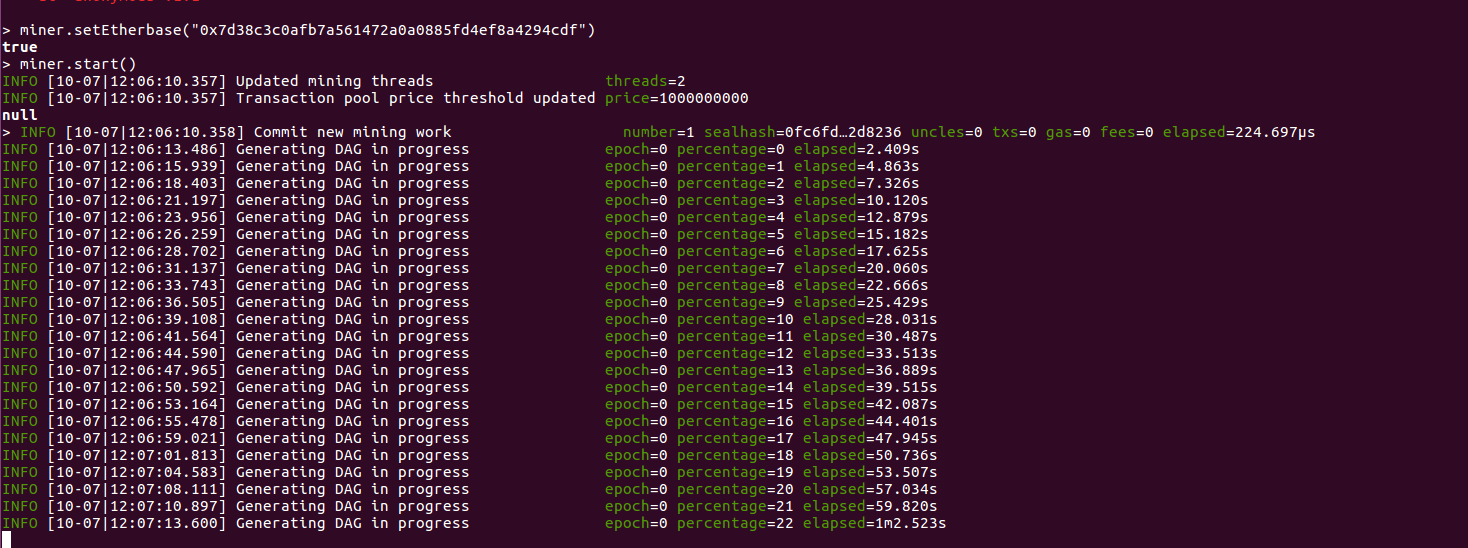 > miner.setEtherbase("0x7d38c3c0afb7a561472a0a0885fd4ef8a4294cdf")
true
> miner.start()
INFO [10-07|12:06:10.357] Updated mining threads threads=2
INFO [10-07|12:06:10.357] Transaction pool price threshold updated price=1000000000
null
> INFO [10-07|12:06:10.358] Commit new mining work number=1 sealhash=0fc6fd…2d8236 uncles=0 txs=0 gas=0 fees=0 elapsed=224.697µs
INFO [10-07|12:06:13.486] Generating DAG in progress epoch=0 percentage=0 elapsed=2.409s
INFO [10-07|12:06:15.939] Generating DAG in progress epoch=0 percentage=1 elapsed=4.863s
INFO [10-07|12:06:18.403] Generating DAG in progress epoch=0 percentage=2 elapsed=7.326s
INFO [10-07|12:06:21.197] Generating DAG in progress epoch=0 percentage=3 elapsed=10.120s
INFO [10-07|12:06:23.956] Generating DAG in progress epoch=0 percentage=4 elapsed=12.879s
INFO [10-07|12:06:26.259] Generating DAG in progress epoch=0 percentage=5 elapsed=15.182s
INFO [10-07|12:06:28.702] Generating DAG in progress epoch=0 percentage=6 elapsed=17.625s
INFO [10-07|12:06:31.137] Generating DAG in progress epoch=0 percentage=7 elapsed=20.060s
INFO [10-07|12:06:33.743] Generating DAG in progress epoch=0 percentage=8 elapsed=22.666s
INFO [10-07|12:06:36.505] Generating DAG in progress epoch=0 percentage=9 elapsed=25.429s
INFO [10-07|12:06:39.108] Generating DAG in progress epoch=0 percentage=10 elapsed=28.031s
INFO [10-07|12:06:41.564] Generating DAG in progress epoch=0 percentage=11 elapsed=30.487s
INFO [10-07|12:06:44.590] Generating DAG in progress epoch=0 percentage=12 elapsed=33.513s
INFO [10-07|12:06:47.965] Generating DAG in progress epoch=0 percentage=13 elapsed=36.889s
INFO [10-07|12:06:50.592] Generating DAG in progress epoch=0 percentage=14 elapsed=39.515s
INFO [10-07|12:06:53.164] Generating DAG in progress epoch=0 percentage=15 elapsed=42.087s
INFO [10-07|12:06:55.478] Generating DAG in progress epoch=0 percentage=16 elapsed=44.401s
INFO [10-07|12:06:59.021] Generating DAG in progress epoch=0 percentage=17 elapsed=47.945s
INFO [10-07|12:07:01.813] Generating DAG in progress epoch=0 percentage=18 elapsed=50.736s
INFO [10-07|12:07:04.583] Generating DAG in progress epoch=0 percentage=19 elapsed=53.507s
INFO [10-07|12:07:08.111] Generating DAG in progress epoch=0 percentage=20 elapsed=57.034s
INFO [10-07|12:07:10.897] Generating DAG in progress epoch=0 percentage=21 elapsed=59.820s
INFO [10-07|12:07:13.600] Generating DAG in progress epoch=0 percentage=22 elapsed=1m2.523s